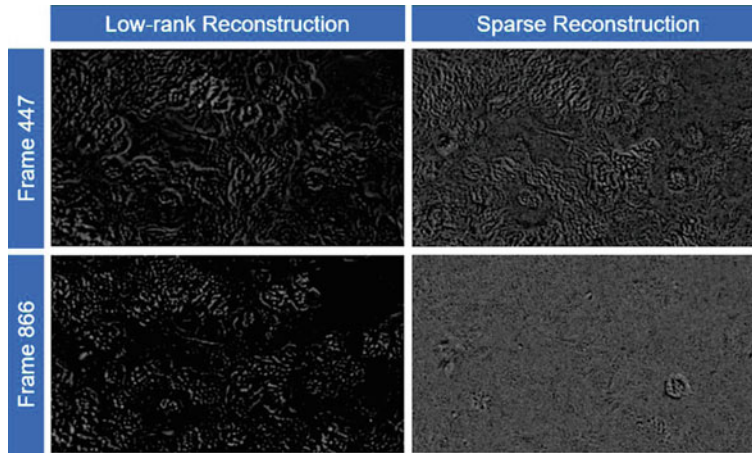 Low-rank Reconstruction
Sparse Reconstruction
Frame 447
Frame 866